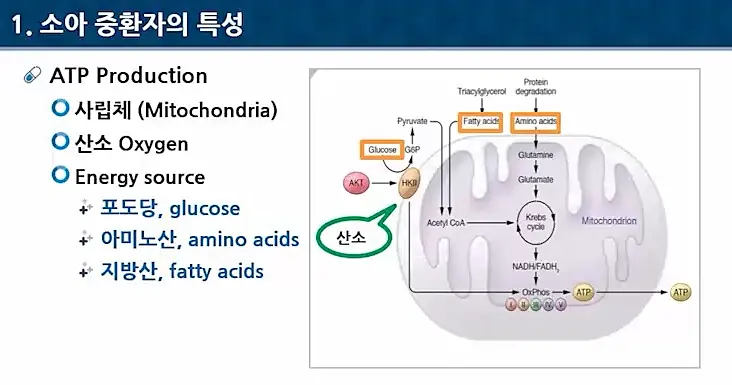 1. 소아 중환자의 특성
ATP Production
사립체 (Mitochondria)
산소 Oxygen
Energy source
포도당, glucose
아미노산, amino acids
지방산, fatty acids
Triacylglycerol
Protein
degradation
Pyruvate
Fatty acids
Amino acids
Glucose
G6P
Glutamine
AKT
HKII
Glutamate
산소
Acetyl CoA
Krebs
cycle
Mitochondrion
NADH/FADH₂
OxPhos
ATP
ATP
I II III IV V